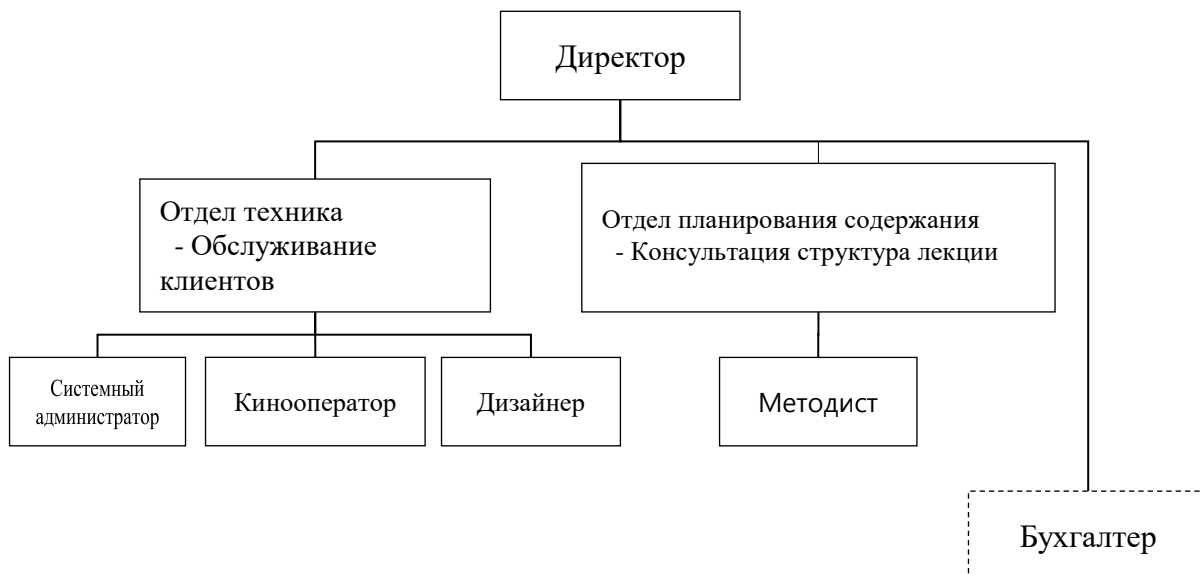 Директор
Отдел техника
- Обслуживание
клиентов
Отдел планирования содержания
- Консультация структура лекции
Системный
администратор
Кинооператор
Дизайнер
Методист
Бухгалтер